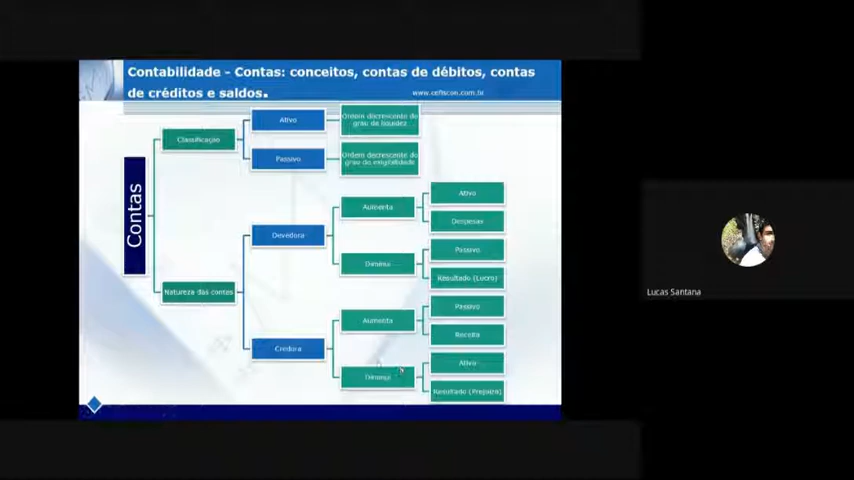 Contabilidade - Contas: conceitos, contas de débitos, contas
de créditos e saldos.
www.cefiscon.com.br
Contas
Classificação
Ativo
Ordem decrescente do
grau de liquidez
Passivo
Ordem decrescente do
grau de exigibilidade
Natureza das contas
Devedora
Aumenta
Ativo
Despesas
Diminui
Passivo
Resultado (Lucro)
Credora
Aumenta
Passivo
Receita
Diminui
Ativo
Resultado (Prejuízo)
Lucas Santana